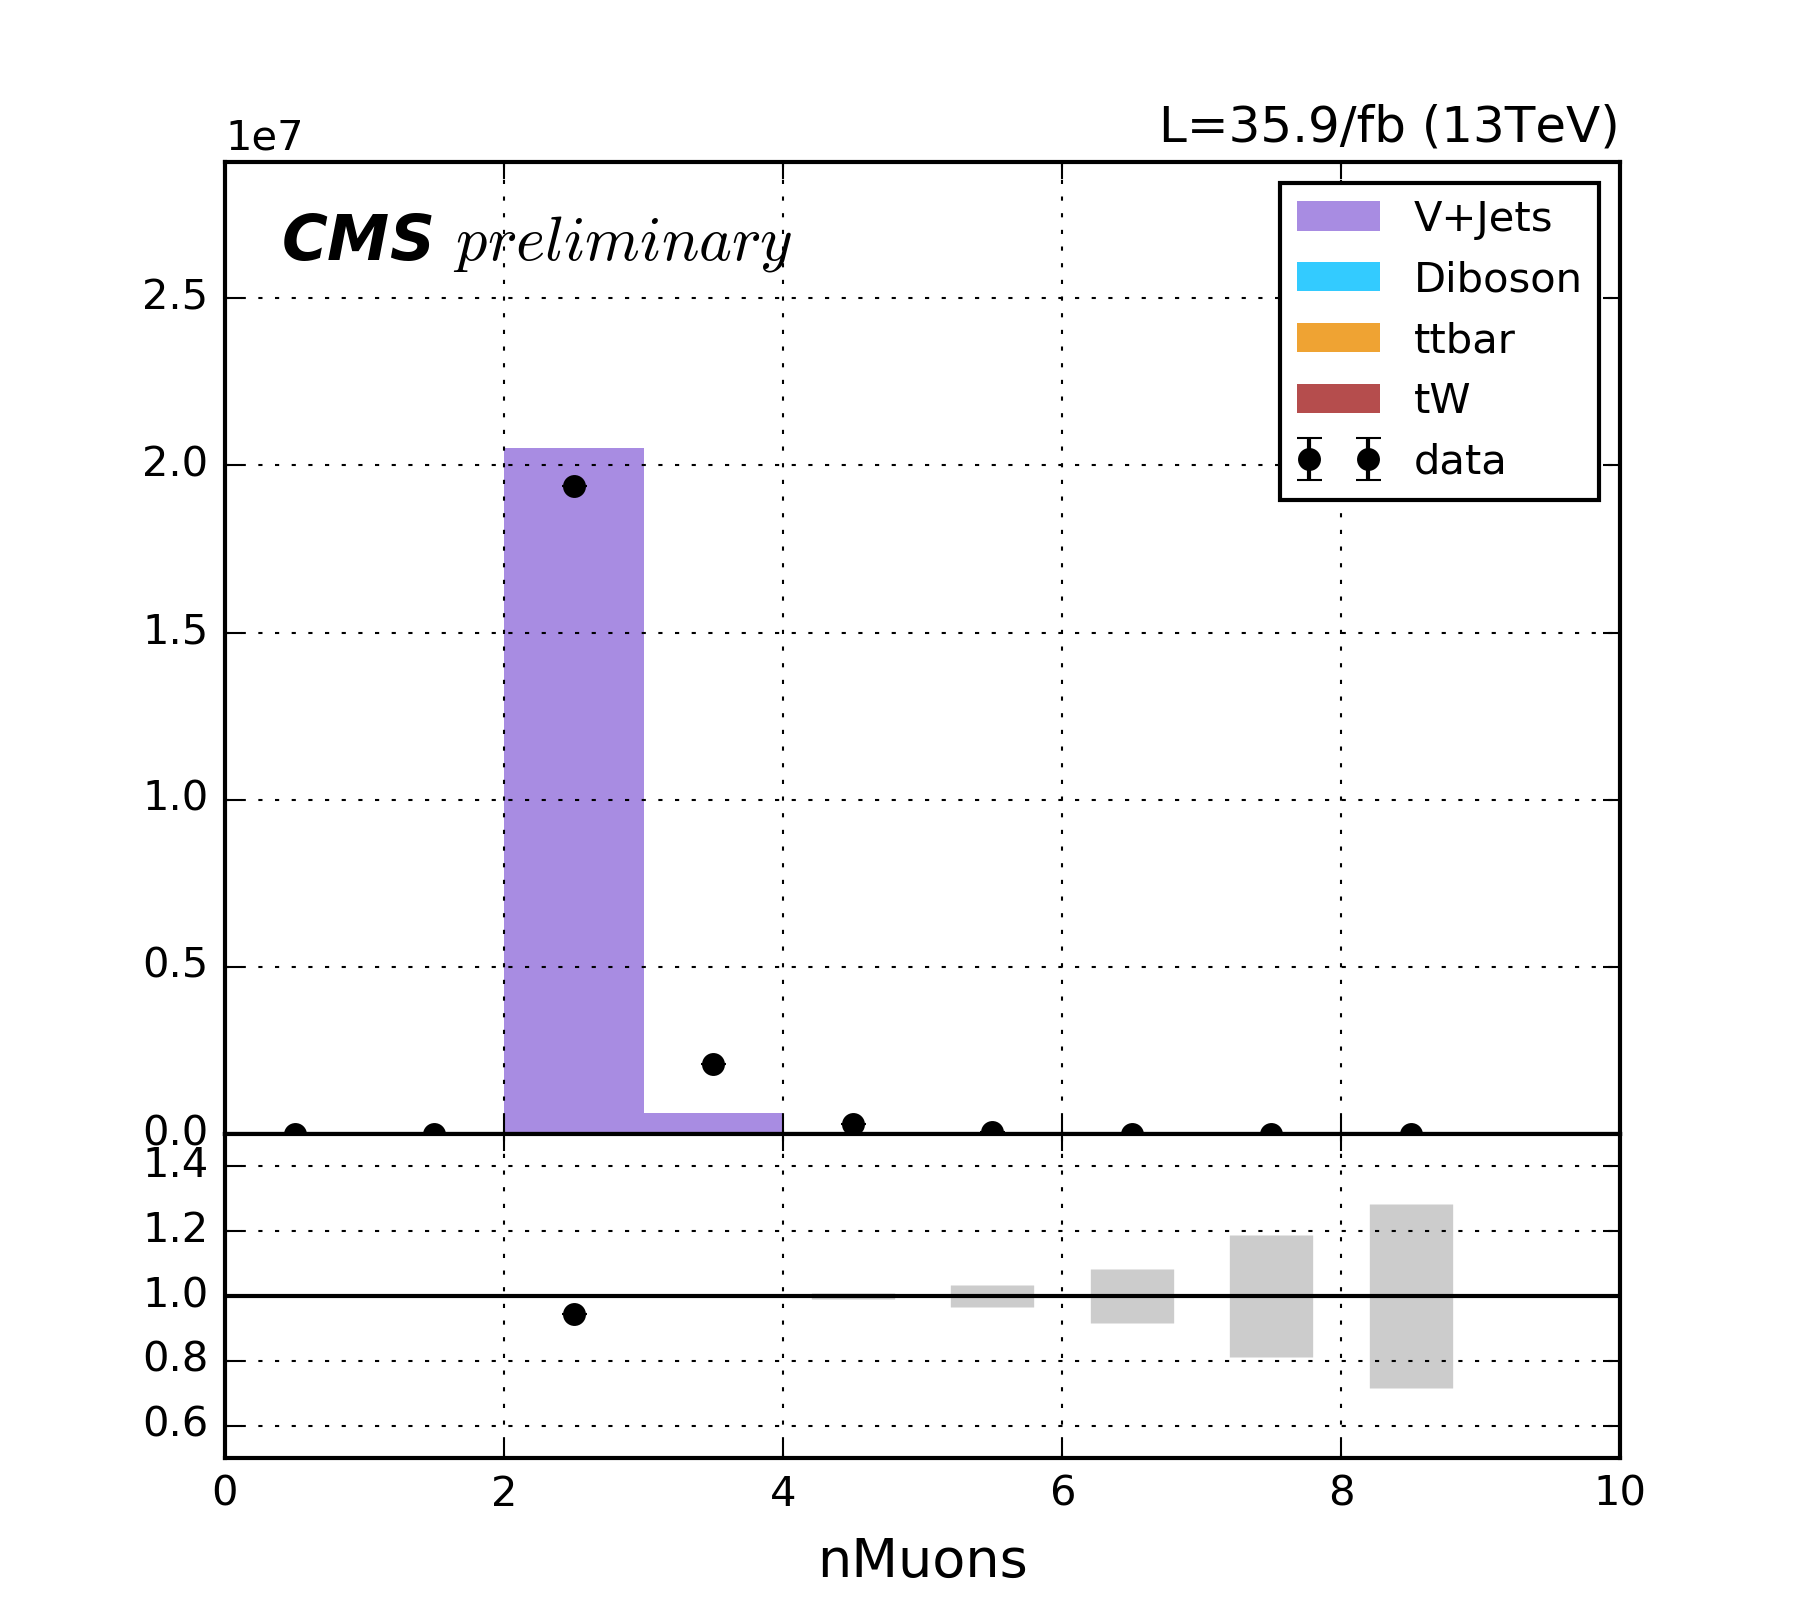 1e7
L=35.9/fb (13TeV)
CMS preliminary
V+Jets
Diboson
ttbar
tW
data
2.5
2.0
1.5
1.0
0.5
0.0
1.4
1.2
1.0
0.8
0.6
0 2 4 6 8 10
nMuons